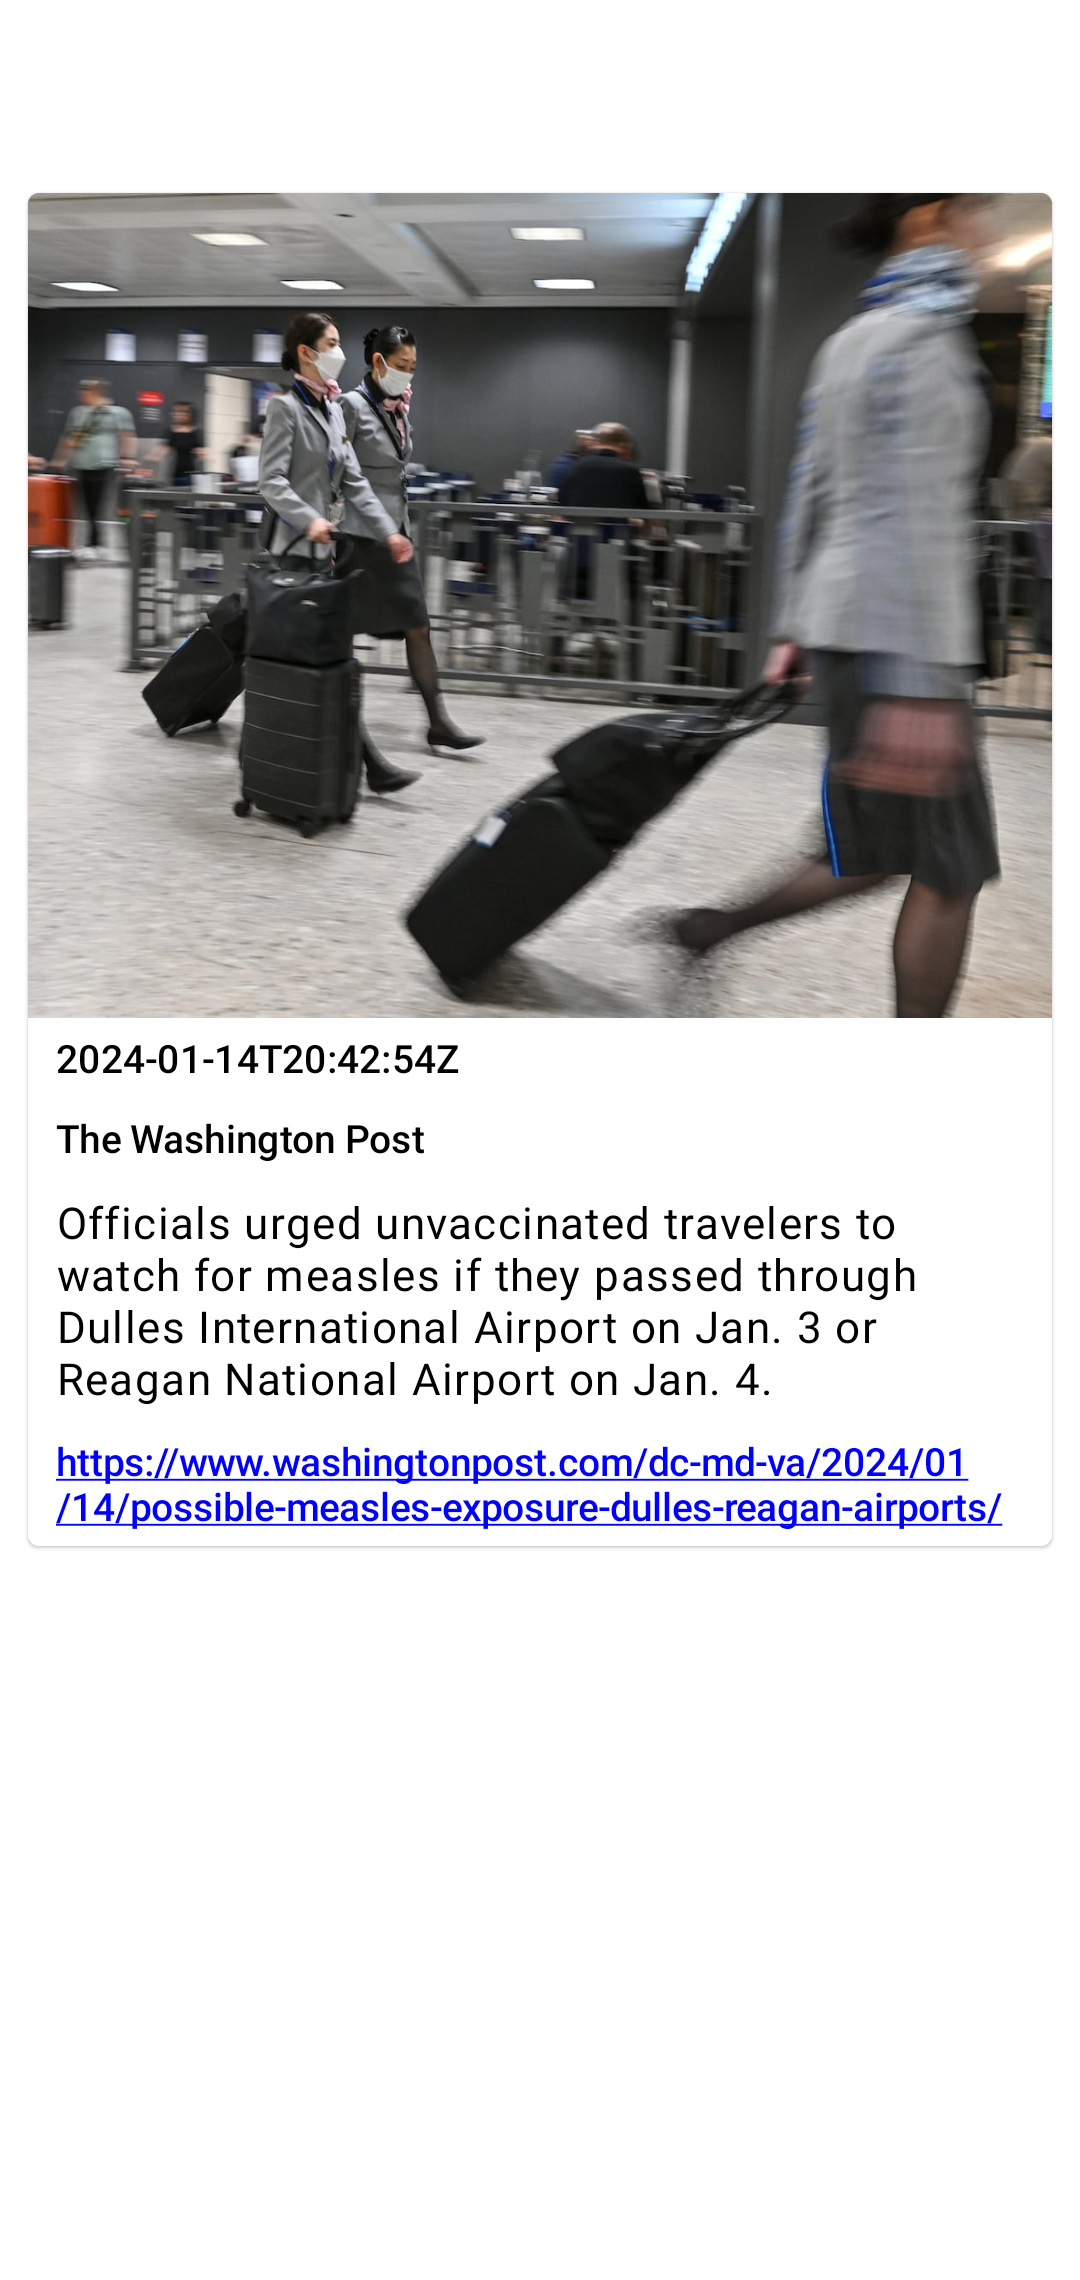 2024-01-14T20:42:54Z
The Washington Post
Officials urged unvaccinated travelers to
watch for measles if they passed through
Dulles International Airport on Jan. 3 or
Reagan National Airport on Jan. 4.
https://www.washingtonpost.com/dc-md-va/2024/01
/14/possible-measles-exposure-dulles-reagan-airports/